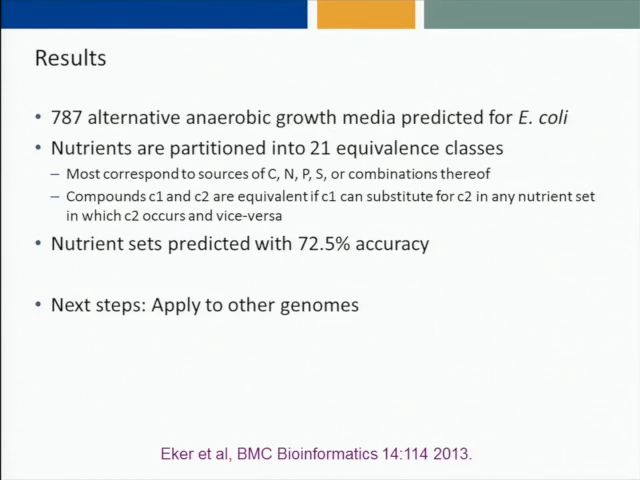 Results
• 787 alternative anaerobic growth media predicted for E. coli
• Nutrients are partitioned into 21 equivalence classes
– Most correspond to sources of C, N, P, S, or combinations thereof
– Compounds c1 and c2 are equivalent if c1 can substitute for c2 in any nutrient set
in which c2 occurs and vice-versa
• Nutrient sets predicted with 72.5% accuracy
• Next steps: Apply to other genomes
Eker et al, BMC Bioinformatics 14:114 2013.